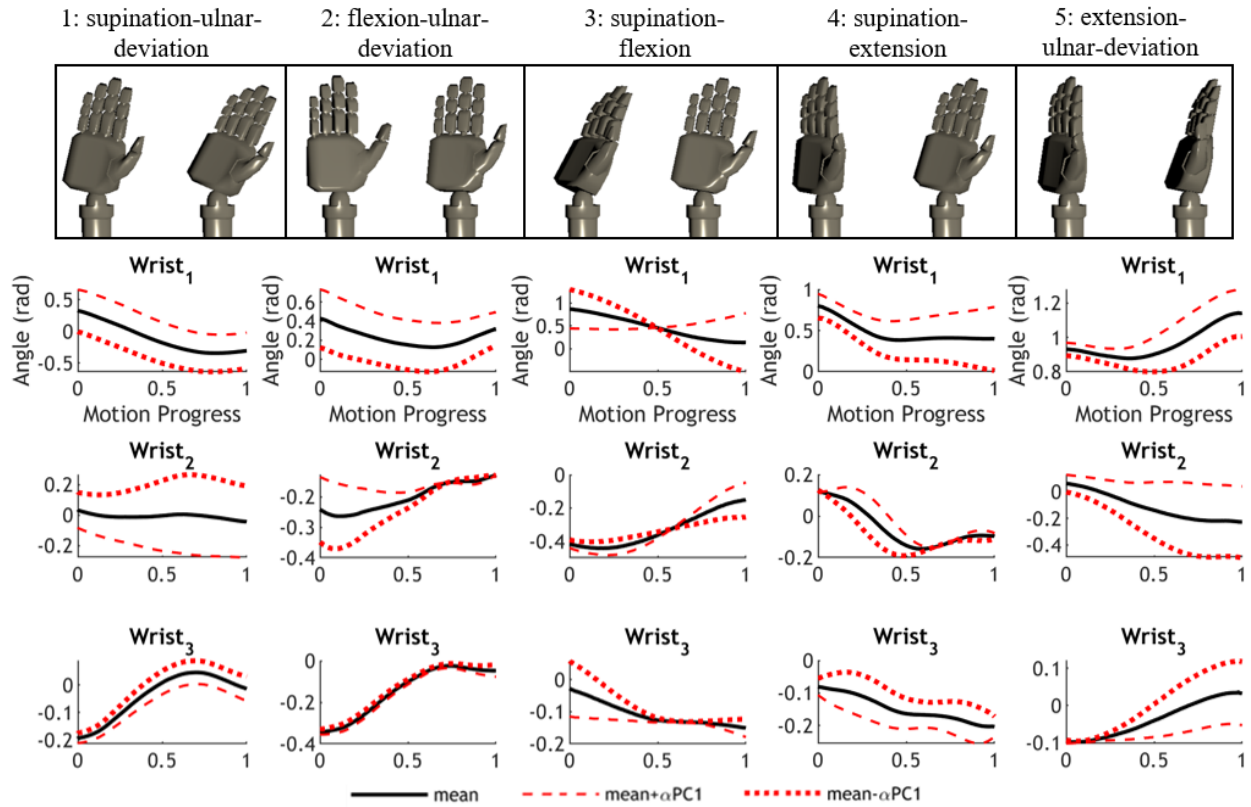 1: supination-ulnar-
deviation
2: flexion-ulnar-
deviation
3: supination-
flexion
4: supination-
extension
5: extension-
ulnar-deviation
Wrist1
Angle (rad)
0.5
0
-0.5
0
0.5
1
Motion Progress
Wrist1
Angle (rad)
0.6
0.4
0.2
0
0
0.5
1
Motion Progress
Wrist1
Angle (rad)
1
0.5
0
0
0.5
1
Motion Progress
Wrist1
Angle (rad)
1
0.5
0
0
0.5
1
Motion Progress
Wrist1
Angle (rad)
1.2
1
0.8
0
0.5
1
Motion Progress
Wrist2
0.2
0
-0.2
0
0.5
1
Wrist2
-0.2
-0.3
-0.4
0
0.5
1
Wrist2
0
-0.2
-0.4
0
0.5
1
Wrist2
0.2
0
-0.2
0
0.5
1
Wrist2
0
-0.2
-0.4
0
0.5
1
Wrist3
0
-0.1
-0.2
0
0.5
1
Wrist3
0
-0.2
-0.4
0
0.5
1
Wrist3
0
-0.1
-0.2
0
0.5
1
Wrist3
0
-0.1
-0.2
0
0.5
1
Wrist3
0.1
0
-0.1
0
0.5
1
mean
mean+αPC1
mean-αPC1